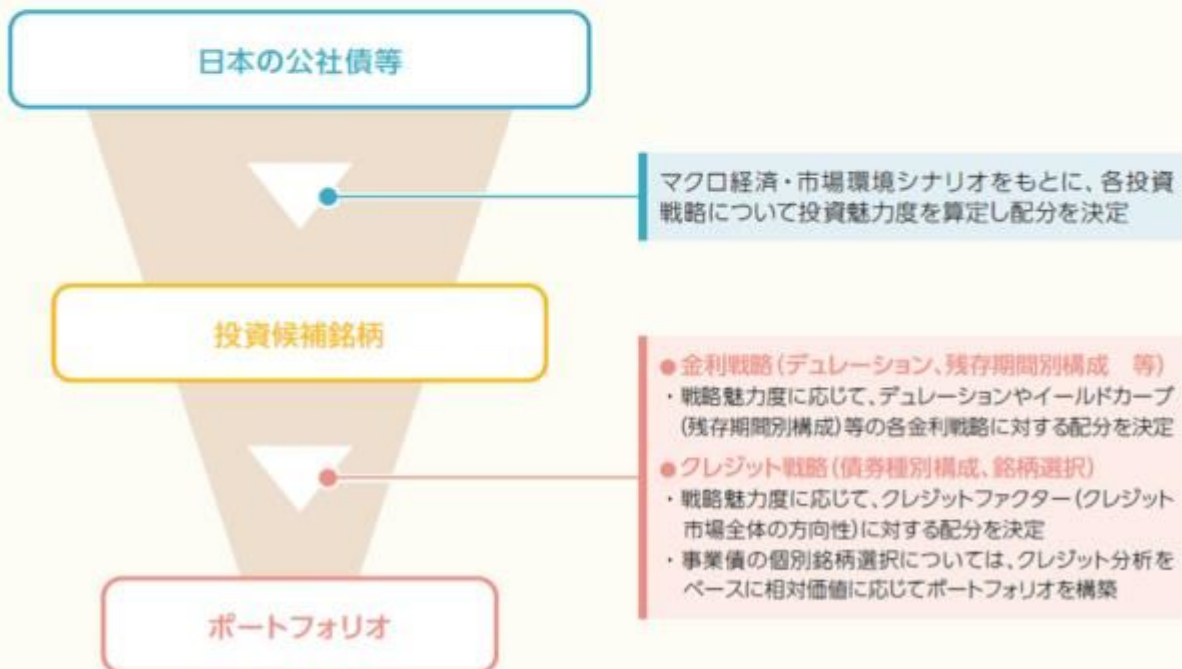 日本の公社債等
マクロ経済・市場環境シナリオをもとに、各投資
戦略について投資魅力度を算定し配分を決定
投資候補銘柄
●金利戦略(デュレーション、残存期間別構成　等)
・戦略魅力度に応じて、デュレーションやイールドカーブ
(残存期間別構成)等の各金利戦略に対する配分を決定
●クレジット戦略(債券種別構成、銘柄選択)
・戦略魅力度に応じて、クレジットファクター(クレジット
市場全体の方向性)に対する配分を決定
・事業債の個別銘柄選択については、クレジット分析を
ベースに相対価値に応じてポートフォリオを構築
ポートフォリオ